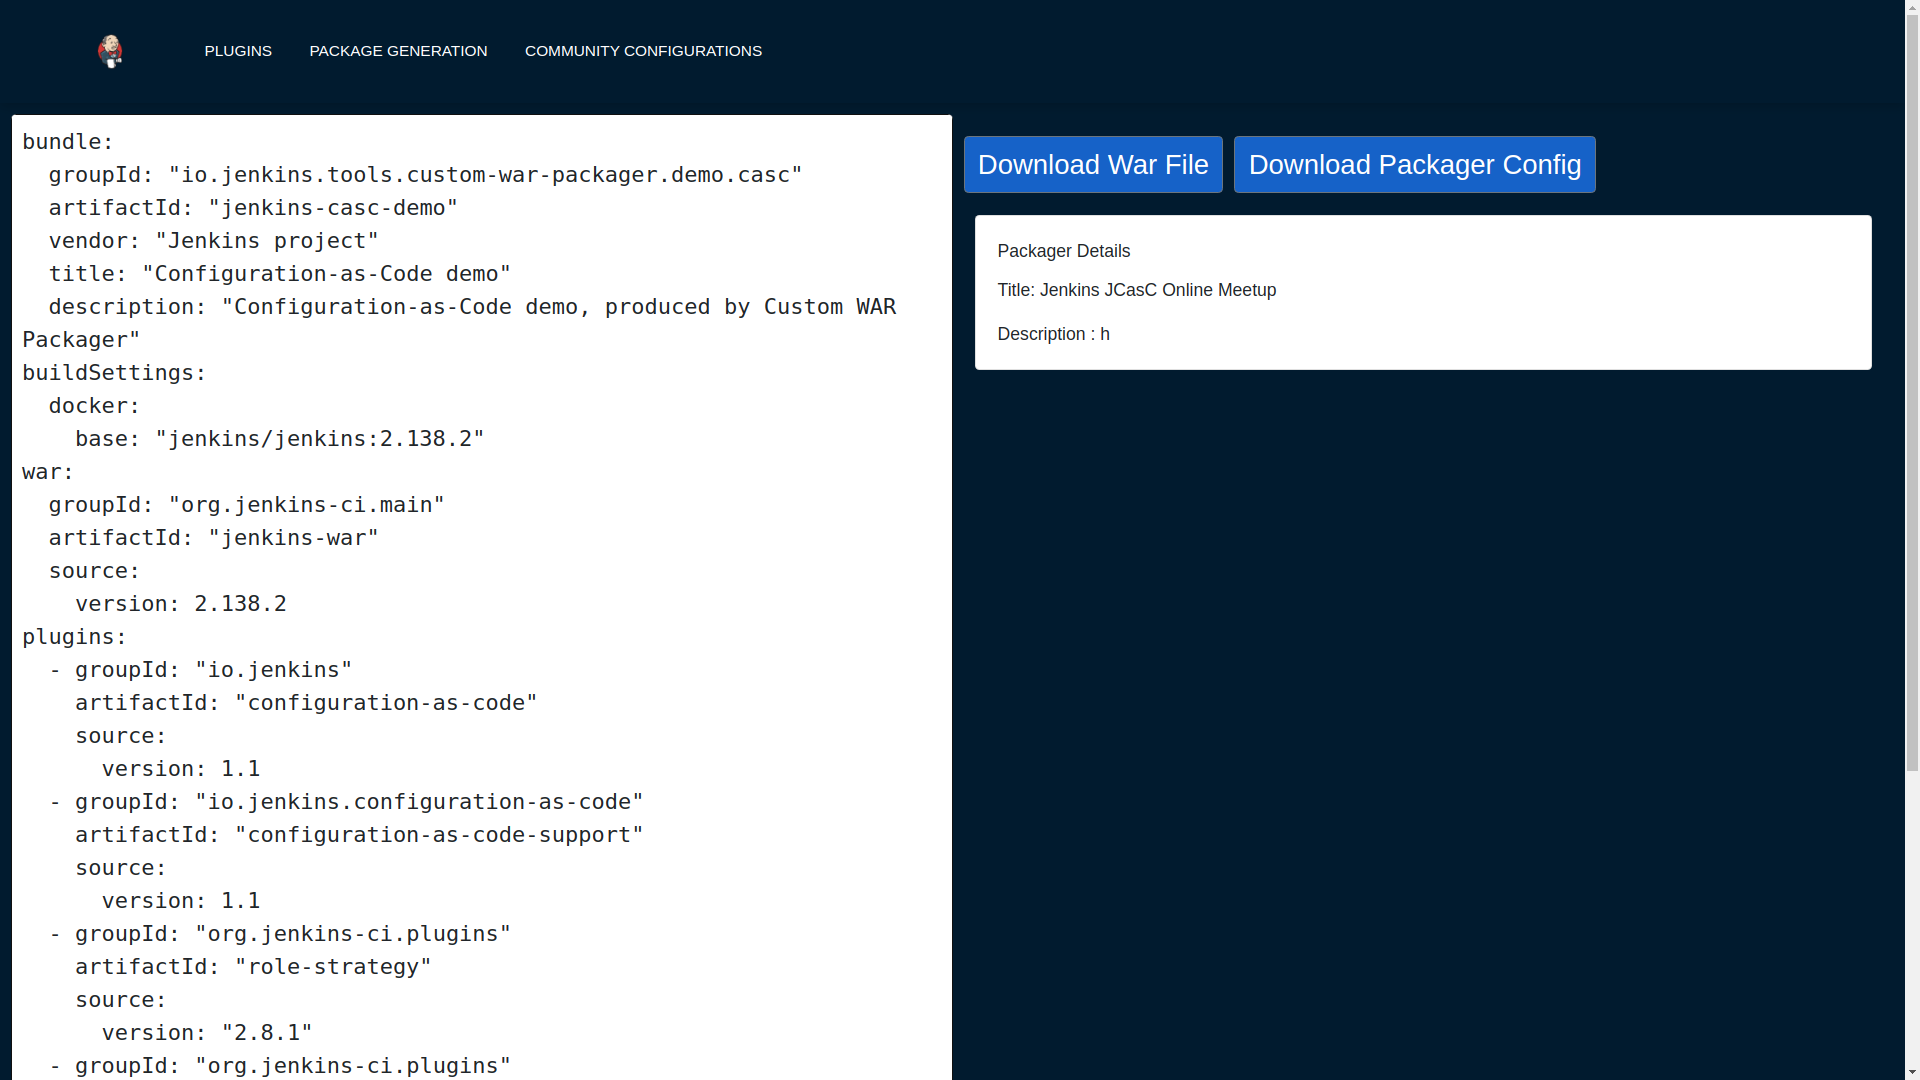 PLUGINS PACKAGE GENERATION COMMUNITY CONFIGURATIONS
bundle:
  groupId: "io.jenkins.tools.custom-war-packager.demo.casc"
  artifactId: "jenkins-casc-demo"
  vendor: "Jenkins project"
  title: "Configuration-as-Code demo"
  description: "Configuration-as-Code demo, produced by Custom WAR
Packager"
buildSettings:
  docker:
    base: "jenkins/jenkins:2.138.2"
war:
  groupId: "org.jenkins-ci.main"
  artifactId: "jenkins-war"
  source:
    version: 2.138.2
plugins:
  - groupId: "io.jenkins"
    artifactId: "configuration-as-code"
    source:
      version: 1.1
  - groupId: "io.jenkins.configuration-as-code"
    artifactId: "configuration-as-code-support"
    source:
      version: 1.1
  - groupId: "org.jenkins-ci.plugins"
    artifactId: "role-strategy"
    source:
      version: "2.8.1"
  - groupId: "org.jenkins-ci.plugins"
Download War File Download Packager Config
Packager Details
Title: Jenkins JCasC Online Meetup
Description : h